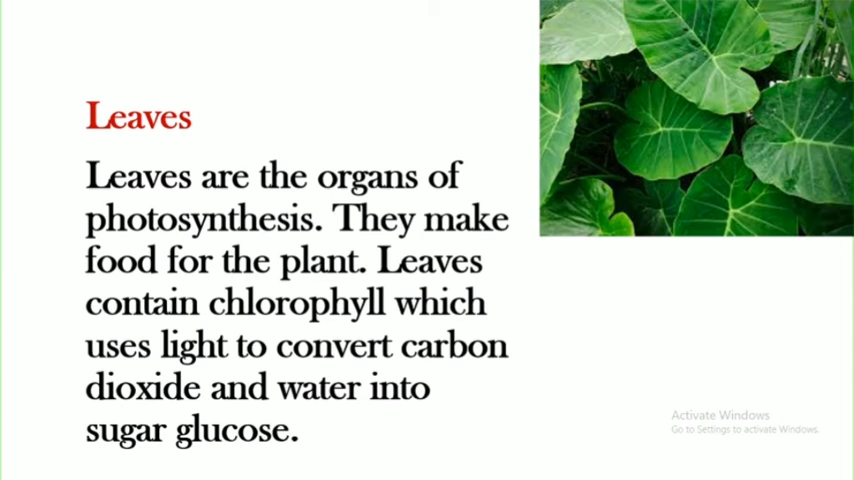 Leaves
Leaves are the organs of
photosynthesis. They make
food for the plant. Leaves
contain chlorophyll which
uses light to convert carbon
dioxide and water into
sugar glucose.
Activate Windows
Go to Settings to activate Windows.